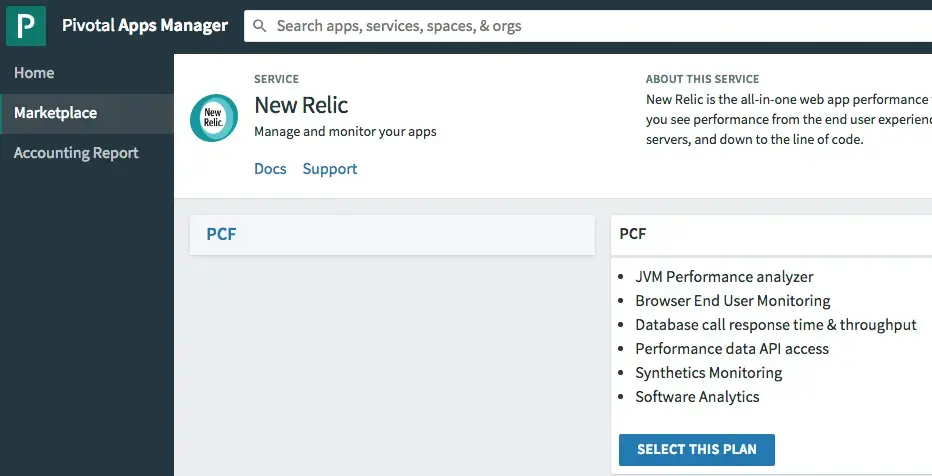 P
Pivotal Apps Manager
Search apps, services, spaces, & orgs
Home
Marketplace
Accounting Report
New
Relic.
SERVICE
New Relic
Manage and monitor your apps
Docs Support
ABOUT THIS SERVICE
New Relic is the all-in-one web app performance
you see performance from the end user experien
servers, and down to the line of code.
PCF
PCF
JVM Performance analyzer
Browser End User Monitoring
Database call response time & throughput
Performance data API access
Synthetics Monitoring
Software Analytics
SELECT THIS PLAN